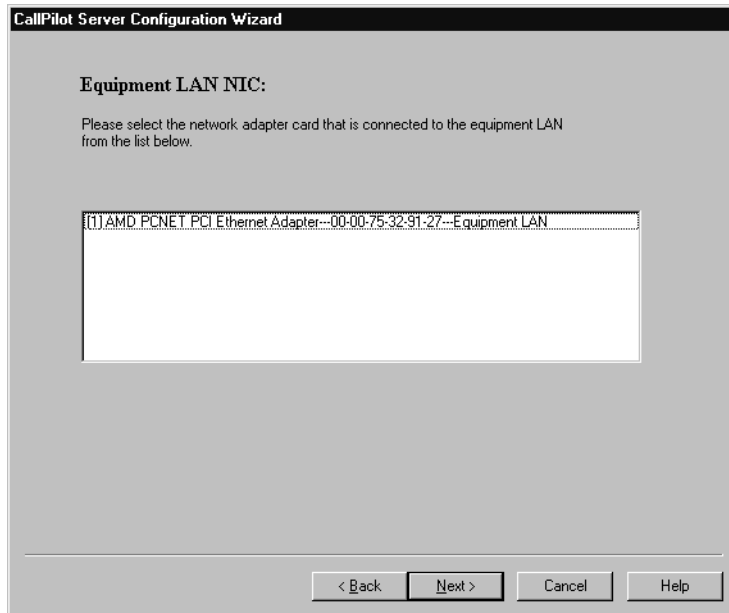 CallPilot Server Configuration Wizard
Equipment LAN NIC:
Please select the network adapter card that is connected to the equipment LAN
from the list below.
[1] AMD PCNET PCI Ethernet Adapter---00-00-75-32-91-27---Equipment LAN
< Back Next > Cancel Help